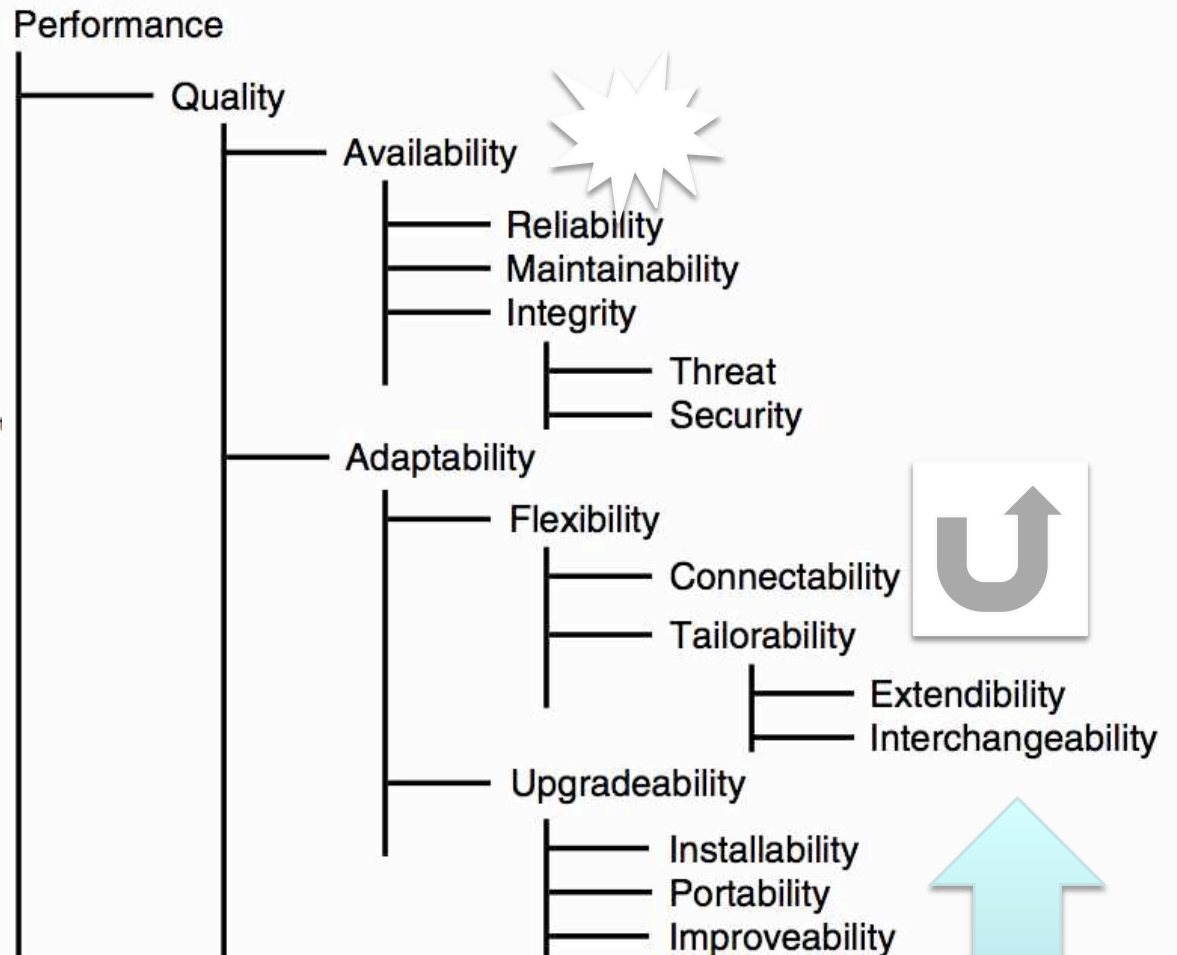 Performance
Quality
Availability
Reliability
Maintainability
Integrity
Threat
Security
Adaptability
Flexibility
Connectability
Tailorability
Extendibility
Interchangeability
Upgradeability
Installability
Portability
Improveability